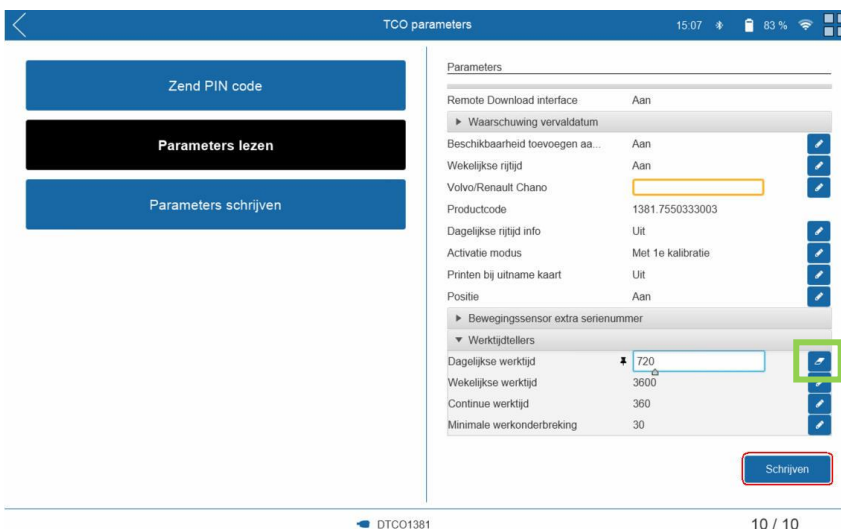 TCO parameters
15:07
83 %
Zend PIN code
Parameters lezen
Parameters schrijven
Parameters
Remote Download interface Aan
Waarschuwing vervaldatum
Beschikbaarheid toevoegen aa... Aan
Wekelijkse rijtijd Aan
Volvo/Renault Chano
Productcode 1381.7550333003
Dagelijkse rijtijd info Uit
Activatie modus Met 1e kalibratie
Printen bij uitname kaart Uit
Positie Aan
Bewegingssensor extra serienummer
Werktijdtellers
Dagelijkse werktijd 720
Wekelijkse werktijd 3600
Continue werktijd 360
Minimale werkonderbreking 30
Schrijven
DTCO1381
10 / 10